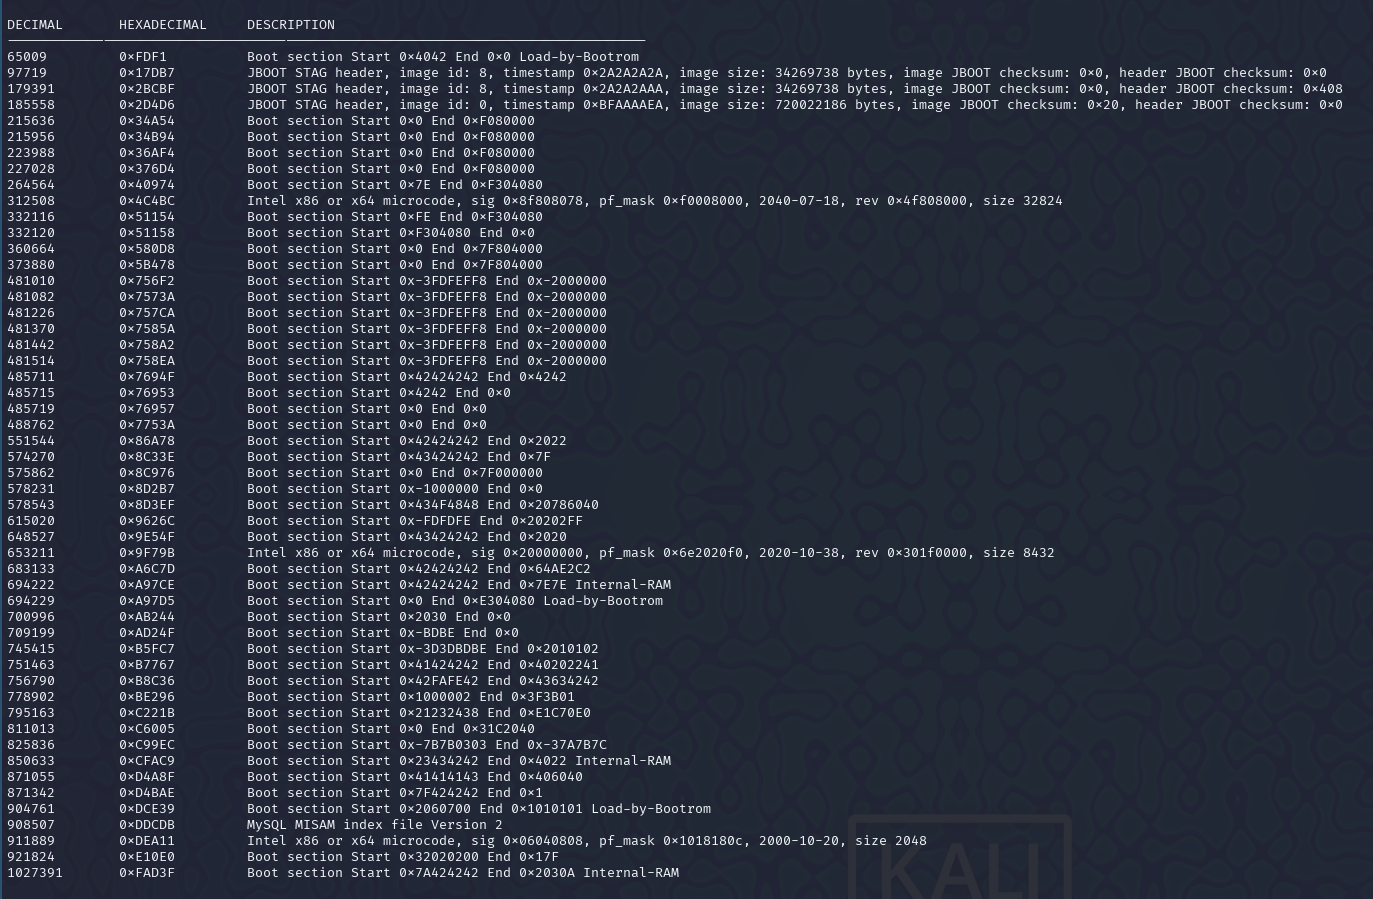 DECIMAL HEXADECIMAL DESCRIPTION
65009 0×FDF1 Boot section Start 0×4042 End 0×0 Load-by-Bootrom
97719 0×17DB7 JBOOT STAG header, image id: 8, timestamp 0×2A2A2A2A, image size: 34269738 bytes, image JBOOT checksum: 0×0, header JBOOT checksum: 0×0
179391 0×2BCBF JBOOT STAG header, image id: 8, timestamp 0×2A2A2AAA, image size: 34269738 bytes, image JBOOT checksum: 0×0, header JBOOT checksum: 0×408
185558 0×2D4D6 JBOOT STAG header, image id: 0, timestamp 0×BFAAAAEA, image size: 720022186 bytes, image JBOOT checksum: 0×20, header JBOOT checksum: 0×0
215636 0×34A54 Boot section Start 0×0 End 0×F080000
215956 0×34B94 Boot section Start 0×0 End 0×F080000
223988 0×36AF4 Boot section Start 0×0 End 0×F080000
227028 0×376D4 Boot section Start 0×0 End 0×F080000
264564 0×40974 Boot section Start 0×7E End 0×F304080
312508 0×4C4BC Intel x86 or x64 microcode, sig 0×8f808078, pf_mask 0×f0008000, 2040-07-18, rev 0×4f808000, size 32824
332116 0×51154 Boot section Start 0×FE End 0×F304080
332120 0×51158 Boot section Start 0×F304080 End 0×0
360664 0×580D8 Boot section Start 0×0 End 0×7F804000
373880 0×5B478 Boot section Start 0×0 End 0×7F804000
481010 0×756F2 Boot section Start 0x-3FDFEFF8 End 0x-2000000
481082 0×7573A Boot section Start 0x-3FDFEFF8 End 0x-2000000
481226 0×757CA Boot section Start 0x-3FDFEFF8 End 0x-2000000
481370 0×7585A Boot section Start 0x-3FDFEFF8 End 0x-2000000
481442 0×758A2 Boot section Start 0x-3FDFEFF8 End 0x-2000000
481514 0×758EA Boot section Start 0x-3FDFEFF8 End 0x-2000000
485711 0×7694F Boot section Start 0×42424242 End 0×4242
485715 0×76953 Boot section Start 0×4242 End 0×0
485719 0×76957 Boot section Start 0×0 End 0×0
488762 0×7753A Boot section Start 0×0 End 0×0
551544 0×86A78 Boot section Start 0×42424242 End 0×2022
574270 0×8C33E Boot section Start 0×43424242 End 0×7F
575862 0×8C976 Boot section Start 0×0 End 0×7F000000
578231 0×8D2B7 Boot section Start 0x-1000000 End 0×0
578543 0×8D3EF Boot section Start 0×434F4848 End 0×20786040
615020 0×9626C Boot section Start 0x-FDFDFE End 0×20202FF
648527 0×9E54F Boot section Start 0×43424242 End 0×2020
653211 0×9F79B Intel x86 or x64 microcode, sig 0×20000000, pf_mask 0×6e2020f0, 2020-10-38, rev 0×301f0000, size 8432
683133 0×A6C7D Boot section Start 0×42424242 End 0×64AE2C2
694222 0×A97CE Boot section Start 0×42424242 End 0×7E7E Internal-RAM
694229 0×A97D5 Boot section Start 0×0 End 0×E304080 Load-by-Bootrom
700996 0×AB244 Boot section Start 0×2030 End 0×0
709199 0×AD24F Boot section Start 0x-BDBE End 0×0
745415 0×B5FC7 Boot section Start 0x-3D3DBDBE End 0×2010102
751463 0×B7767 Boot section Start 0×41424242 End 0×40202241
756790 0×B8C36 Boot section Start 0×42FAFE42 End 0×43634242
778902 0×BE296 Boot section Start 0×1000002 End 0×3F3B01
795163 0×C221B Boot section Start 0×21232438 End 0×E1C70E0
811013 0×C6005 Boot section Start 0×0 End 0×31C2040
825836 0×C99EC Boot section Start 0x-7B7B0303 End 0x-37A7B7C
850633 0×CFAC9 Boot section Start 0×23434242 End 0×4022 Internal-RAM
871055 0×D4A8F Boot section Start 0×41414143 End 0×406040
871342 0×D4BAE Boot section Start 0×7F424242 End 0×1
904761 0×DCE39 Boot section Start 0×2060700 End 0×1010101 Load-by-Bootrom
908507 0×DDCDB MySQL MISAM index file Version 2
911889 0×DEA11 Intel x86 or x64 microcode, sig 0×06040808, pf_mask 0×1018180c, 2000-10-20, size 2048
921824 0×E10E0 Boot section Start 0×32020200 End 0×17F
1027391 0×FAD3F Boot section Start 0×7A424242 End 0×2030A Internal-RAM
KALI